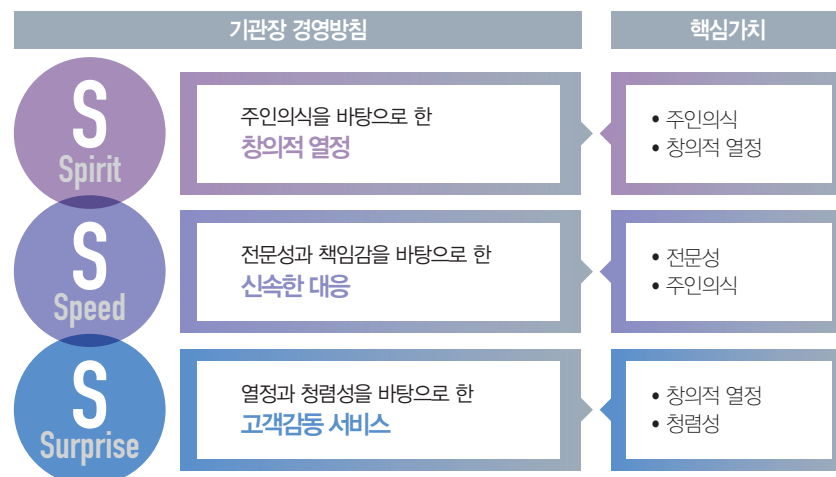 기관장 경영방침
핵심가치
S
Spirit
주인의식을 바탕으로 한
창의적 열정
• 주인의식
• 창의적 열정
S
Speed
전문성과 책임감을 바탕으로 한
신속한 대응
• 전문성
• 주인의식
S
Surprise
열정과 청렴성을 바탕으로 한
고객감동 서비스
• 창의적 열정
• 청렴성